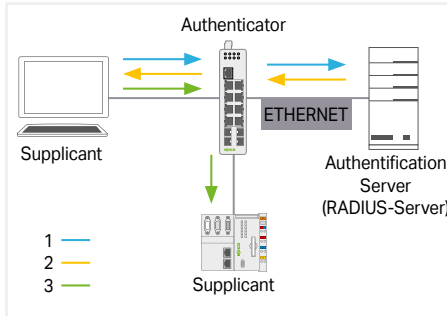 Authenticator
ETHERNET
Supplicant
Authentification
Server
(RADIUS-Server)
1
2
3
Supplicant